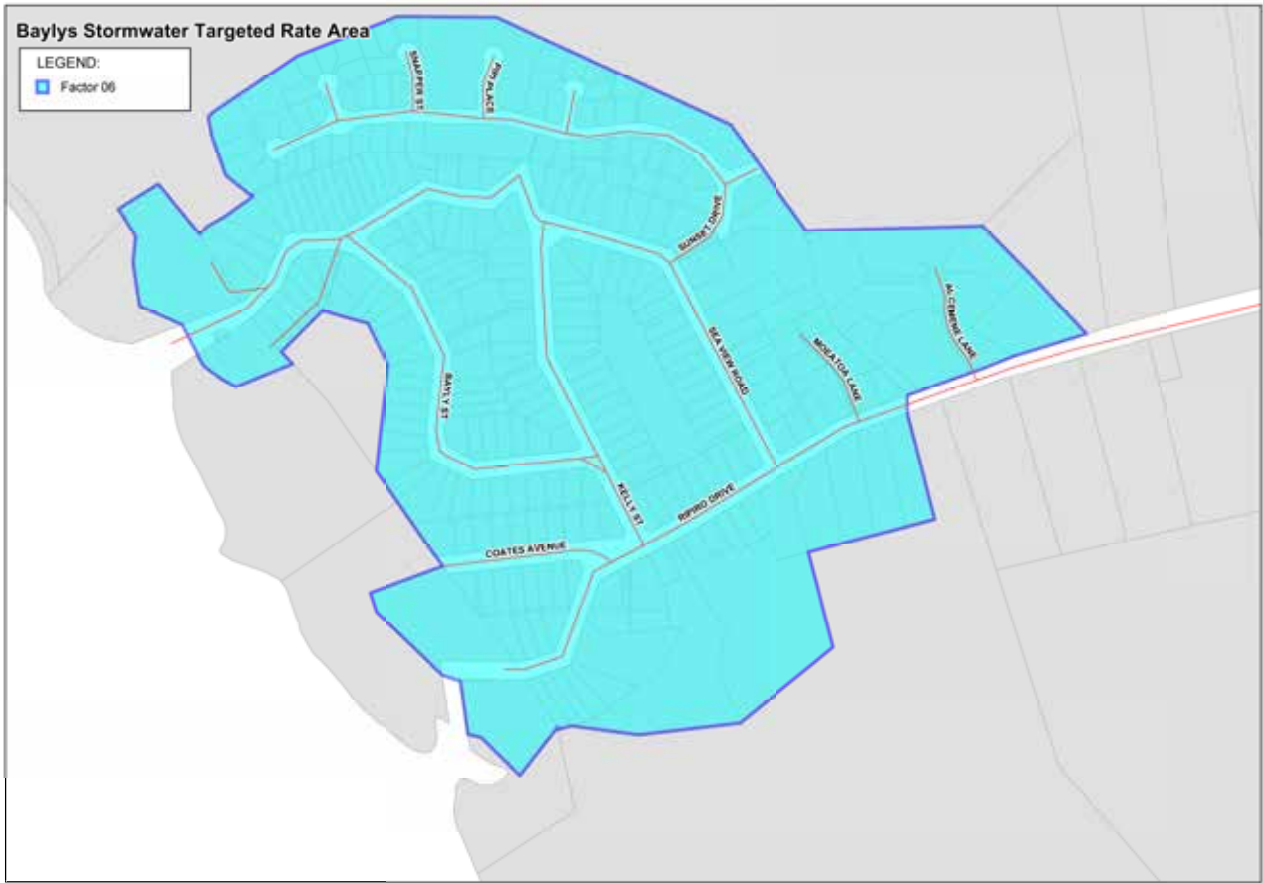 Baylys Stormwater Targeted Rate Area
LEGEND:
Factor 06
SNAPPER ST
PIPI PLACE
SUNSET DRIVE
ALCEMENE LANE
SEA VIEW ROAD
MOEATOA LANE
BAYLY ST
KELLY ST
RIPIRO DRIVE
COATES AVENUE